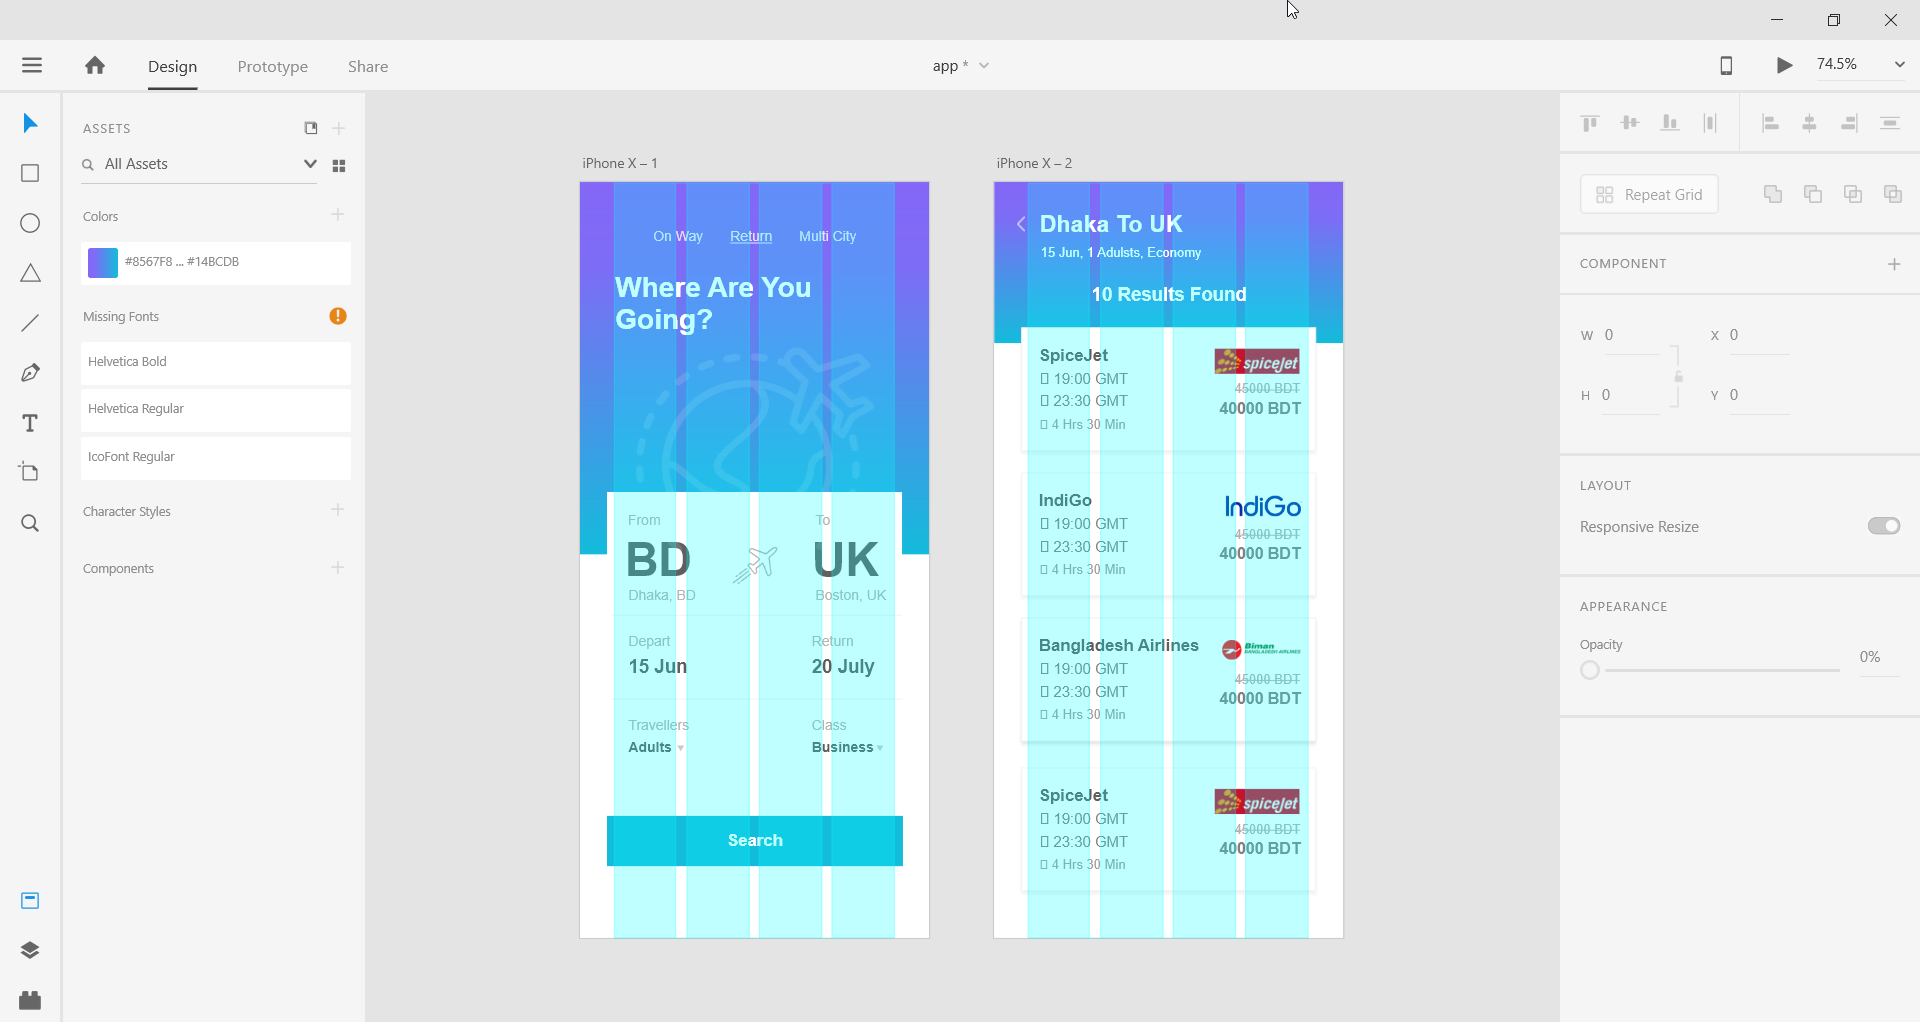 Design
Prototype
Share
app *
74.5%
ASSETS
All Assets
Colors
#8567F8 ... #14BCDB
Missing Fonts
Helvetica Bold
Helvetica Regular
IcoFont Regular
Character Styles
Components
iPhone X – 1
On Way
Return
Multi City
Where Are You
Going?
From
To
BD
UK
Dhaka, BD
Boston, UK
Depart
Return
15 Jun
20 July
Travellers
Class
Adults
Business
Search
iPhone X – 2
Dhaka To UK
15 Jun, 1 Adulsts, Economy
10 Results Found
SpiceJet
spiceJet
19:00 GMT
45000 BDT
23:30 GMT
40000 BDT
4 Hrs 30 Min
IndiGo
IndiGo
19:00 GMT
45000 BDT
23:30 GMT
40000 BDT
4 Hrs 30 Min
Bangladesh Airlines
Biman
BANGLADESH AIRLINES
19:00 GMT
45000 BDT
23:30 GMT
40000 BDT
4 Hrs 30 Min
SpiceJet
spiceJet
19:00 GMT
45000 BDT
23:30 GMT
40000 BDT
4 Hrs 30 Min
Repeat Grid
COMPONENT
W 0
X 0
H 0
Y 0
LAYOUT
Responsive Resize
APPEARANCE
Opacity
0%